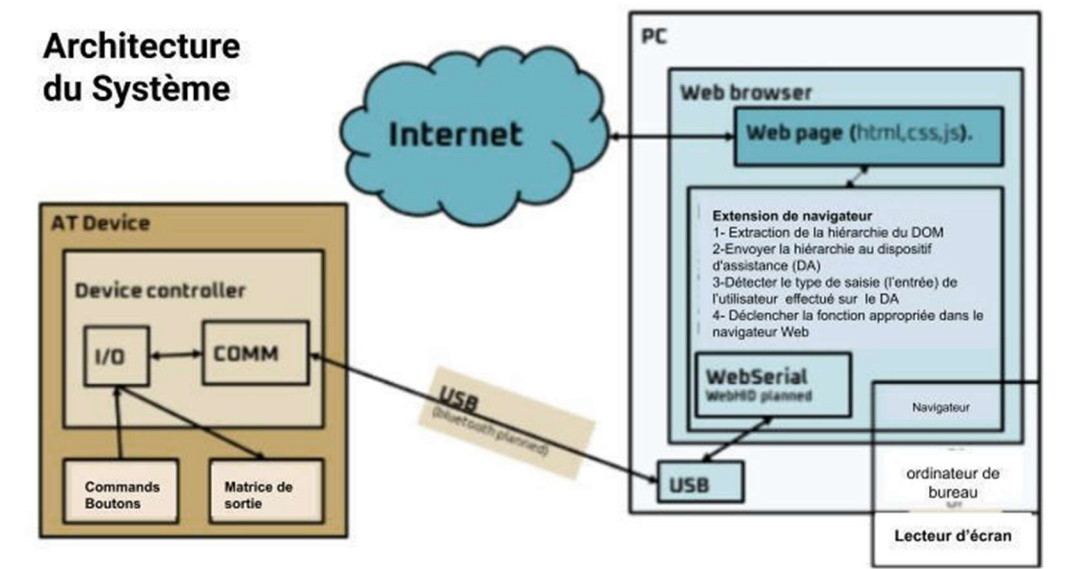 Architecture
du Système
PC
Web browser
Internet
Web page (html,css,js).
AT Device
Extension de navigateur
1- Extraction de la hiérarchie du DOM
2-Envoyer la hiérarchie au dispositif
d'assistance (DA)
3-Détecter le type de saisie (l'entrée) de
l'utilisateur effectué sur le DA
4- Déclencher la fonction appropriée dans le
navigateur Web
Device controller
I/O
COMM
WebSerial
WebHID planned
USB
(bluetooth planned)
Navigateur
USB
ordinateur de
bureau
Commands
Boutons
Matrice de
sortie
Lecteur d'écran